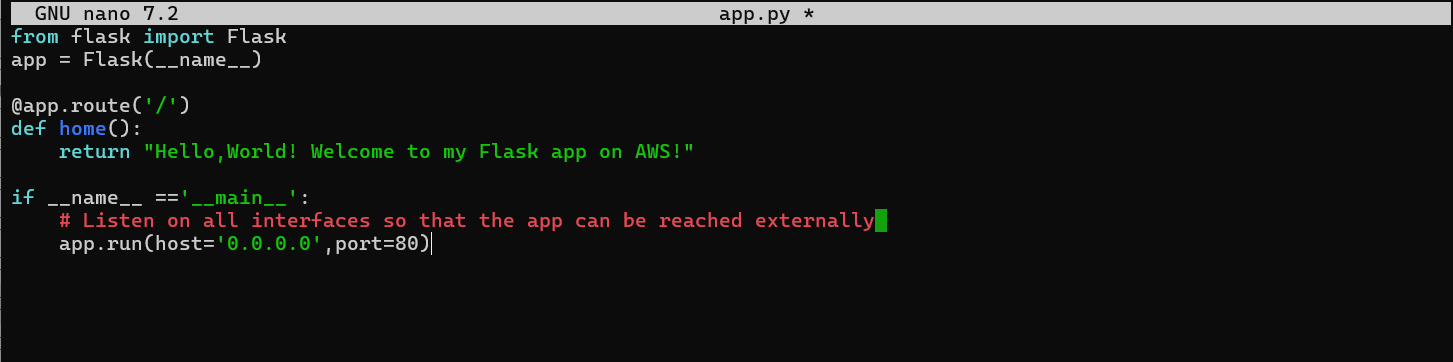 GNU nano 7.2 app.py *
from flask import Flask
app = Flask(__name__)

@app.route('/')
def home():
    return "Hello,World! Welcome to my Flask app on AWS!"

if __name__ =='__main__':
    # Listen on all interfaces so that the app can be reached externally
    app.run(host='0.0.0.0',port=80)